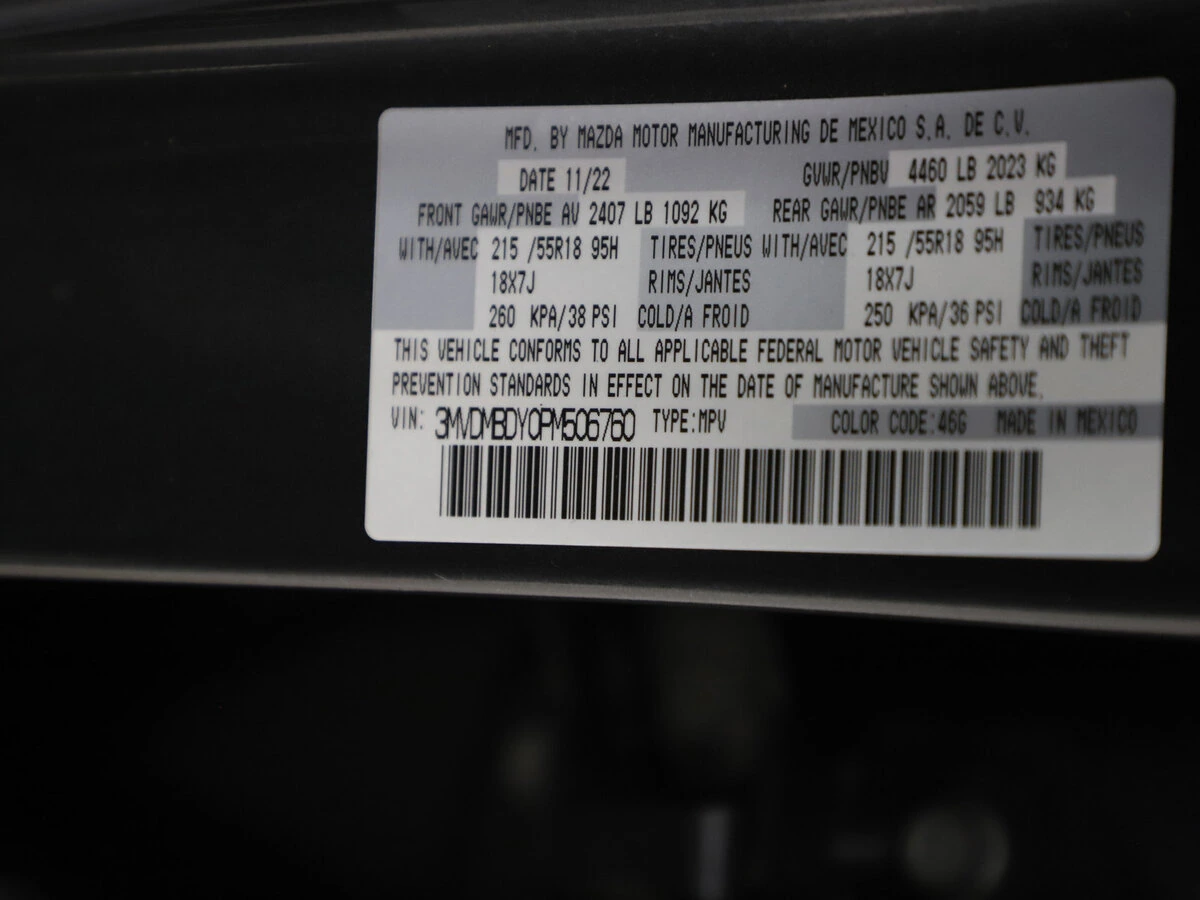 MFD. BY MAZDA MOTOR MANUFACTURING DE MEXICO S.A. DE C.V.
DATE 11/22 GVWR/PNBV 4460 LB 2023 KG
FRONT GAWR/PNBE AV 2407 LB 1092 KG REAR GAWR/PNBE AR 2059 LB 934 KG
WITH/AVEC 215 /55R18 95H TIRES/PNEUS WITH/AVEC 215 /55R18 95H TIRES/PNEUS
18X7J RIMS/JANTES 18X7J RIMS/JANTES
260 KPA/38 PSI COLD/A FROID 250 KPA/36 PSI COLD/A FROID
THIS VEHICLE CONFORMS TO ALL APPLICABLE FEDERAL MOTOR VEHICLE SAFETY AND THEFT
PREVENTION STANDARDS IN EFFECT ON THE DATE OF MANUFACTURE SHOWN ABOVE.
VIN: 3MVDMBDY0PM506760 TYPE:MPV COLOR CODE:46G MADE IN MEXICO